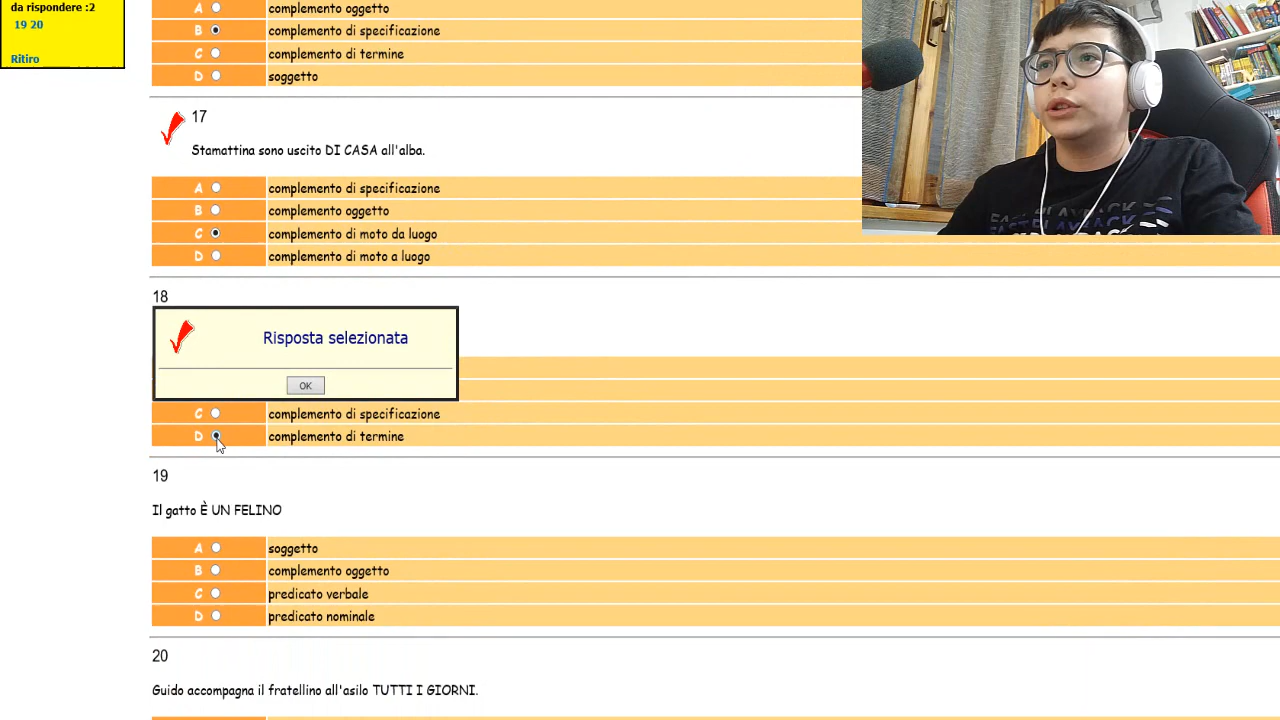 da rispondere :2
19 20
Ritiro
A complemento oggetto
B complemento di specificazione
C complemento di termine
D soggetto
17
Stamattina sono uscito DI CASA all'alba.
A complemento di specificazione
B complemento oggetto
C complemento di moto da luogo
D complemento di moto a luogo
18
Risposta selezionata
OK
C complemento di specificazione
D complemento di termine
19
Il gatto È UN FELINO
A soggetto
B complemento oggetto
C predicato verbale
D predicato nominale
20
Guido accompagna il fratellino all'asilo TUTTI I GIORNI.